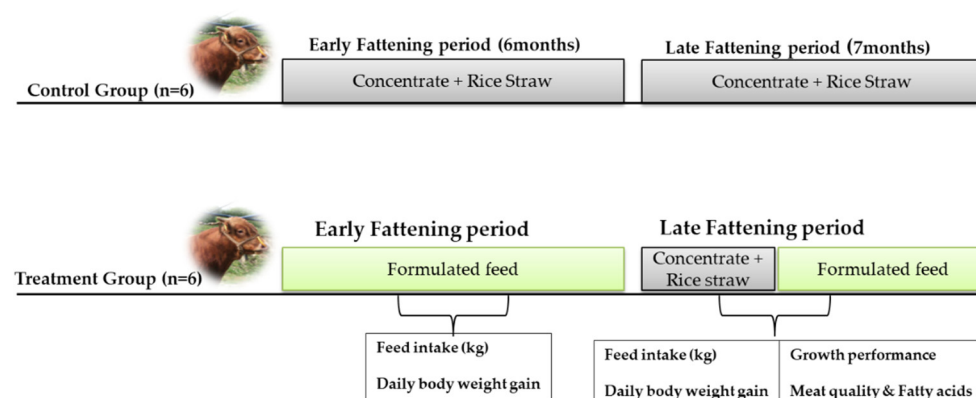 Early Fattening period (6months)
Late Fattening period (7months)
Concentrate + Rice Straw
Concentrate + Rice Straw
Control Group (n=6)
Early Fattening period
Late Fattening period
Formulated feed
Concentrate +
Rice straw
Formulated feed
Treatment Group (n=6)
Feed intake (kg)
Daily body weight gain
Feed intake (kg)
Daily body weight gain
Growth performance
Meat quality & Fatty acids